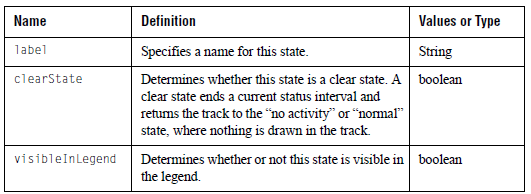 Name Definition Values or Type
label Specifies a name for this state. String
clearState Determines whether this state is a clear state. A boolean
clear state ends a current status interval and
returns the track to the “no activity” or “normal”
state, where nothing is drawn in the track.
visibleInLegend Determines whether or not this state is visible in boolean
the legend.